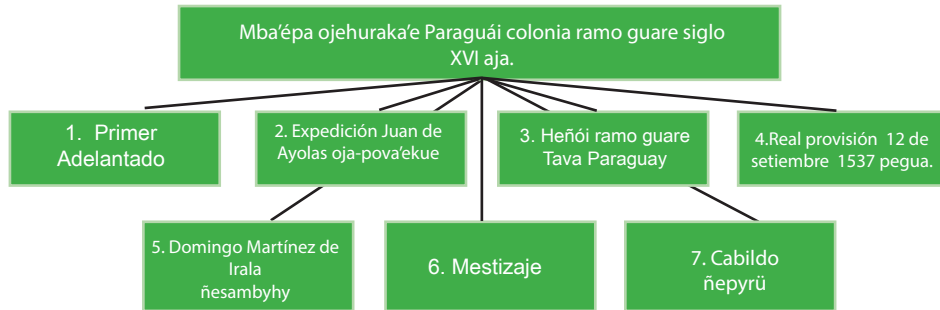 Mba'épa ojehuraka'e Paraguái colonia ramo guare siglo
XVI aja.
1. Primer
Adelantado
2. Expedición Juan de
Ayolas oja-pova'ekue
3. Heñói ramo guare
Tava Paraguay
4.Real provisión 12 de
setiembre 1537 pegua.
5. Domingo Martínez de
Irala
ñesambyhy
6. Mestizaje
7. Cabildo
ñepyrü